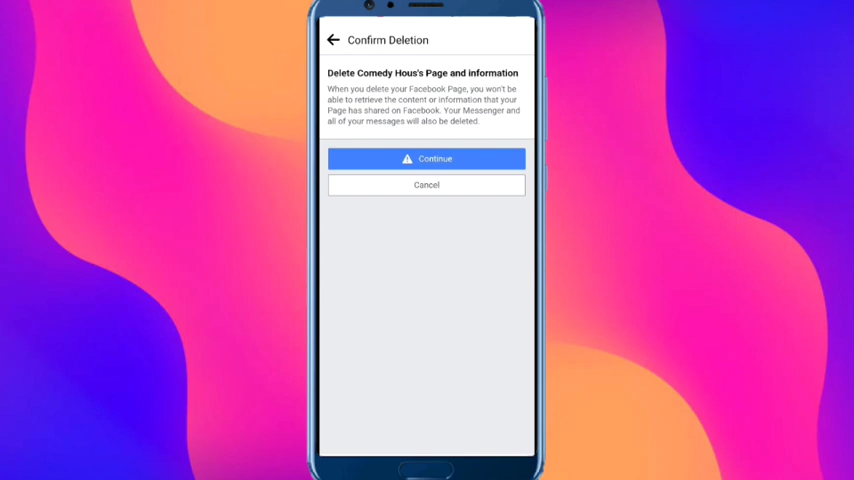 Confirm Deletion
Delete Comedy Hous's Page and information
When you delete your Facebook Page, you won't be
able to retrieve the content or information that your
Page has shared on Facebook. Your Messenger and
all of your messages will also be deleted.
Continue
Cancel